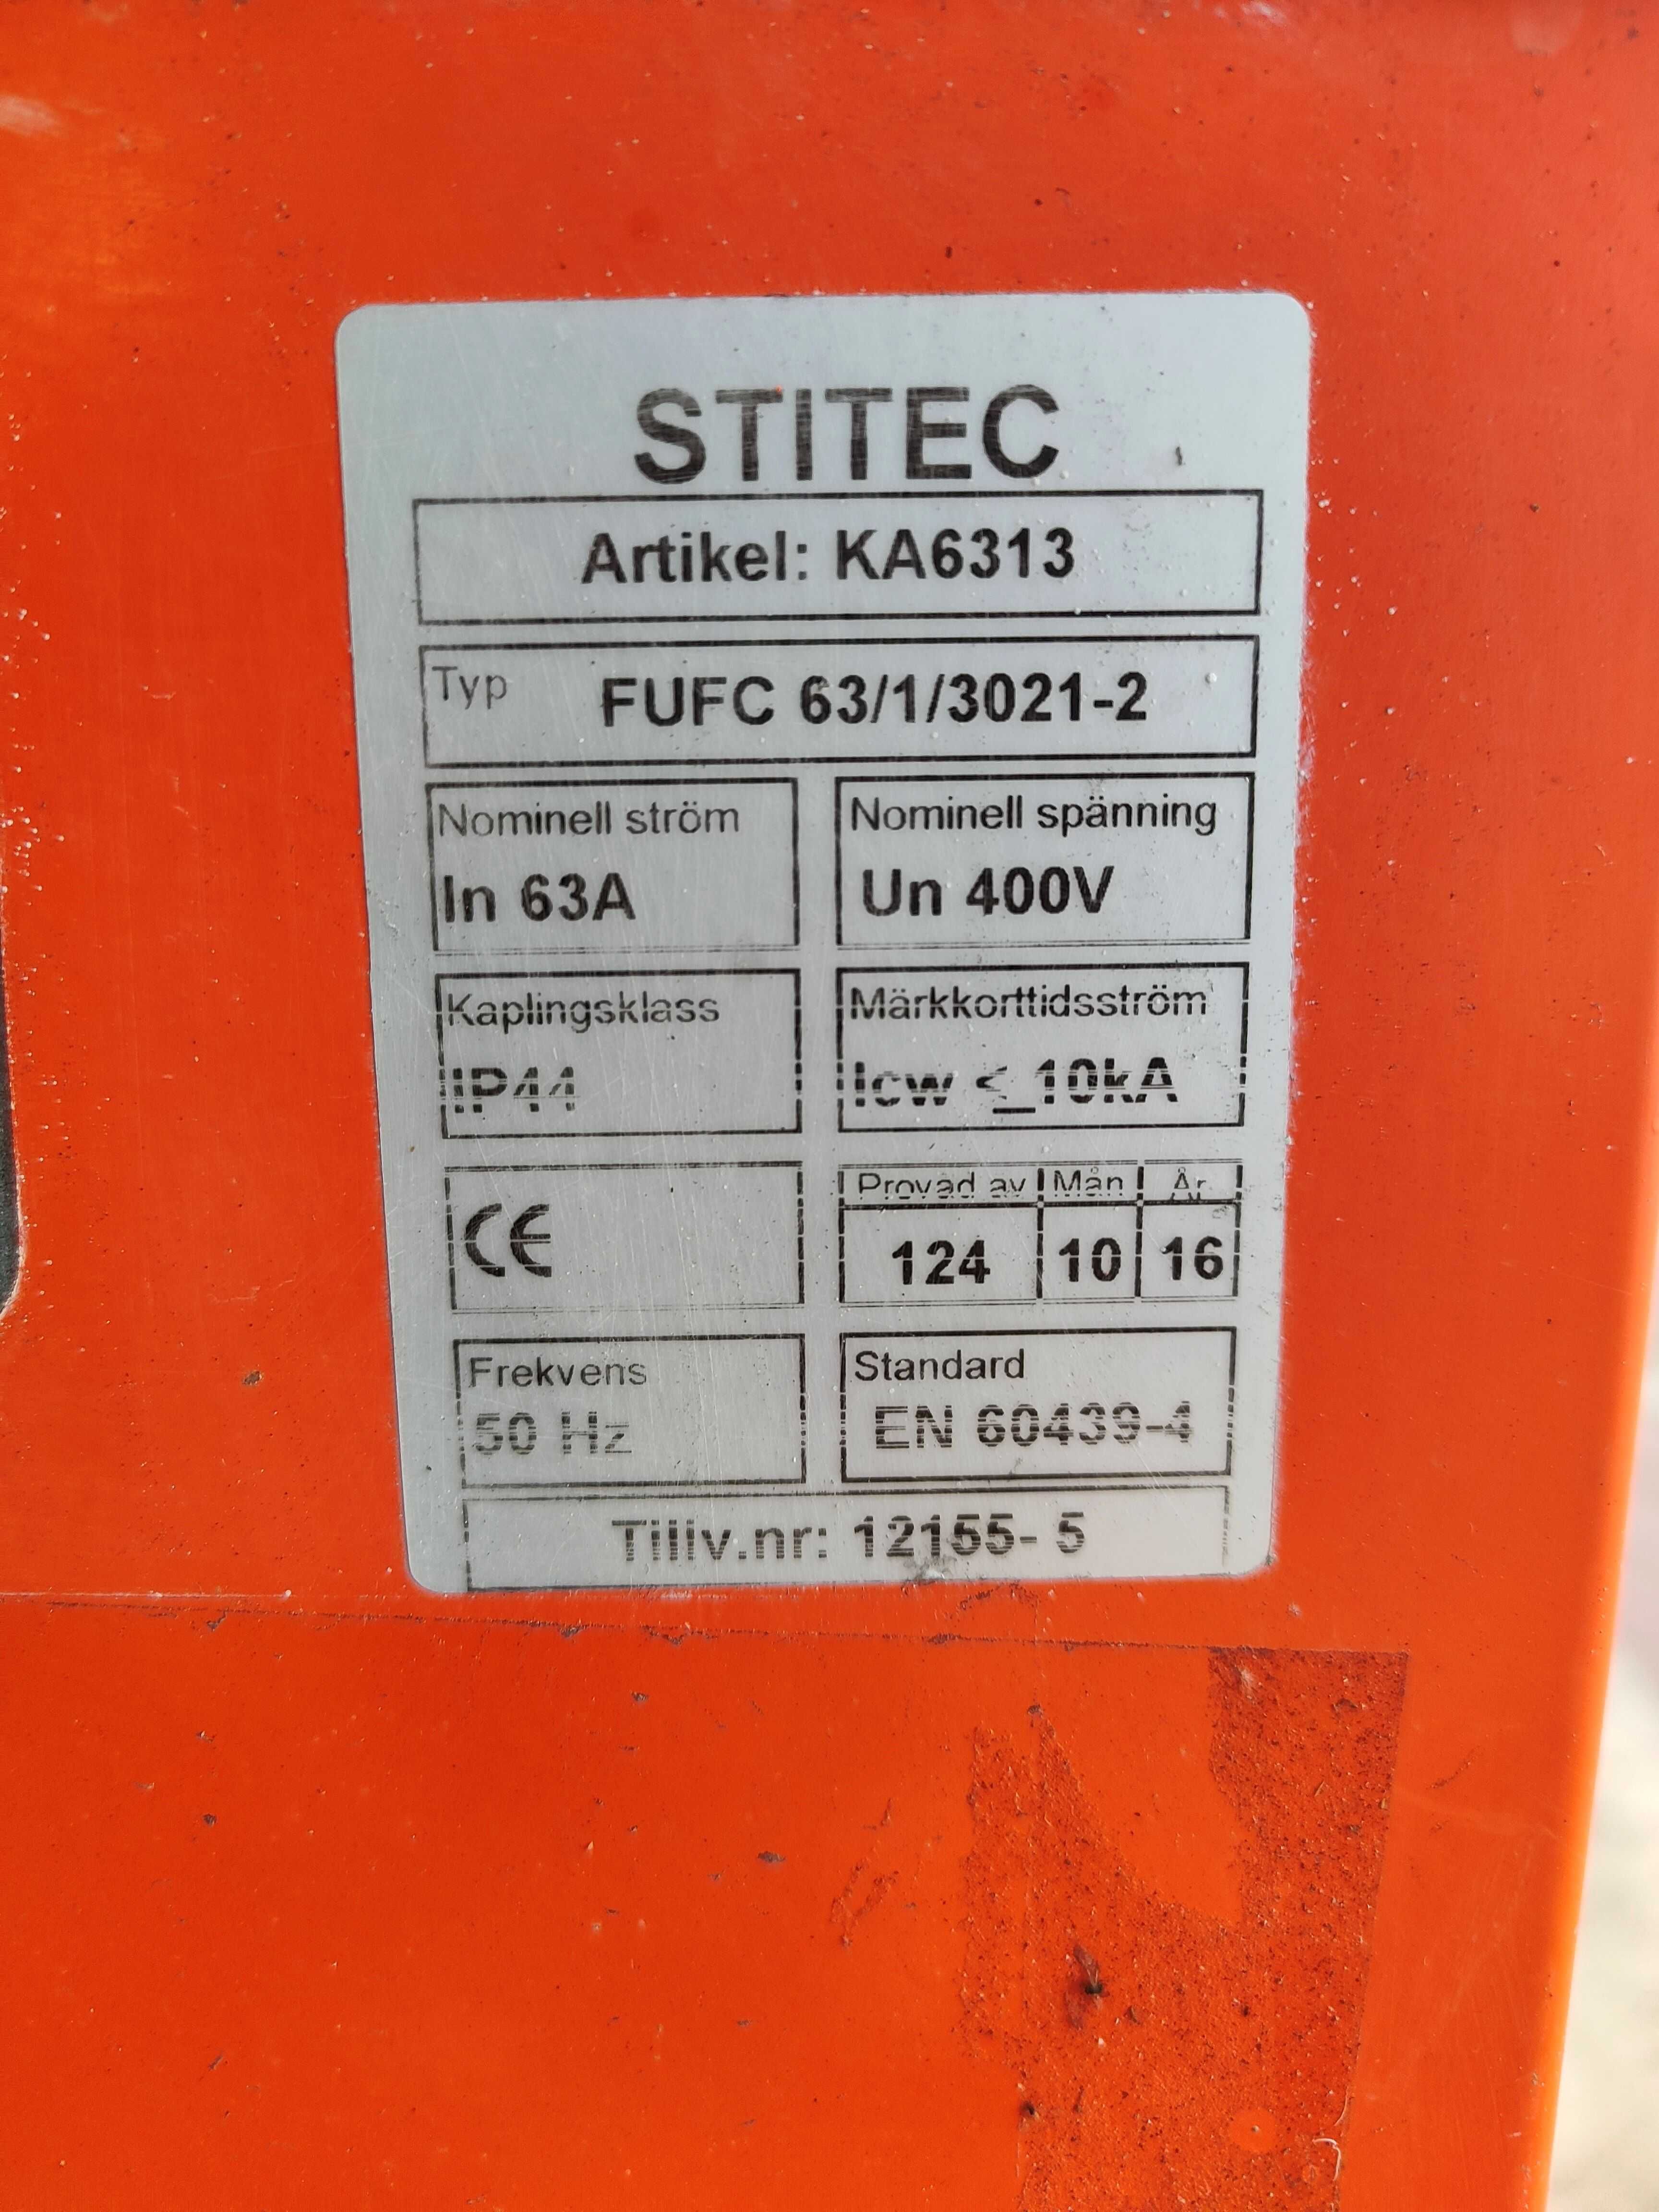 STITEC
Artikel: KA6313
Typ FUFC 63/1/3021-2
Nominell ström
In 63A
Nominell spänning
Un 400V
Kaplingsklass
IP44
Märkkorttidsström
Icw <_10kA
CE
Provad av Mån År
124 10 16
Frekvens
50 Hz
Standard
EN 60439-4
Tillv.nr: 12155- 5